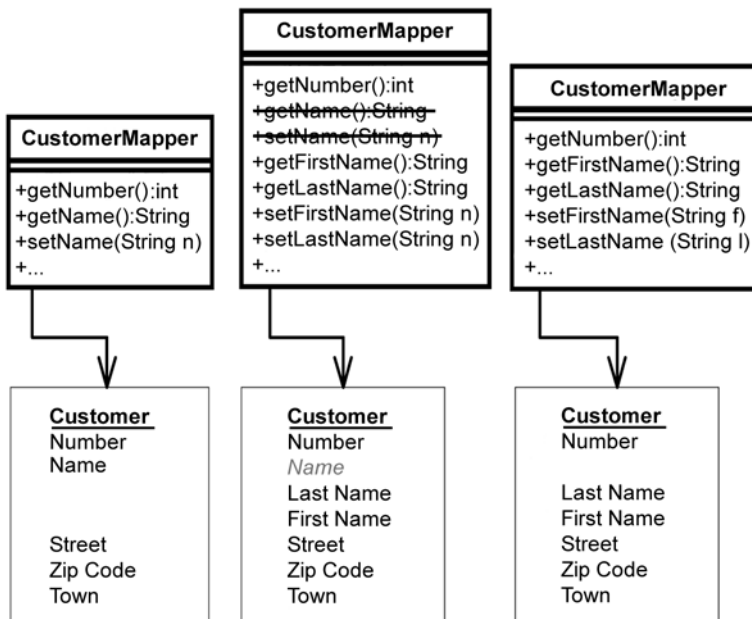 CustomerMapper
+getNumber():int
+getName():String
+setName(String n)
+...
Customer
Number
Name
Street
Zip Code
Town
CustomerMapper
+getNumber():int
+getName():String
+setName(String n)
+getFirstName():String
+getLastName():String
+setFirstName(String n)
+setLastName(String n)
+...
Customer
Number
Name
Last Name
First Name
Street
Zip Code
Town
CustomerMapper
+getNumber():int
+getFirstName():String
+getLastName():String
+setFirstName(String f)
+setLastName (String l)
+...
Customer
Number
Last Name
First Name
Street
Zip Code
Town